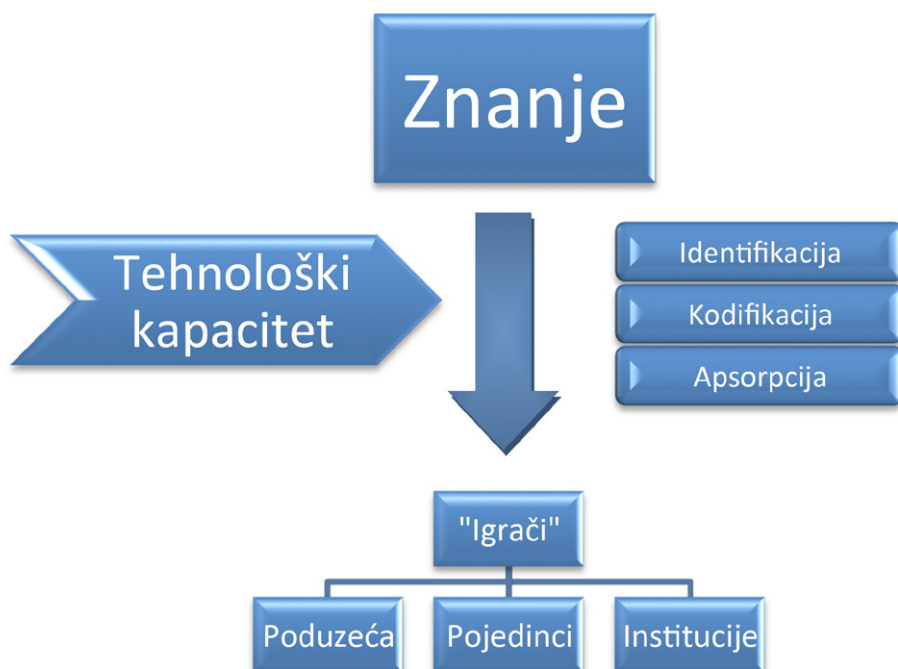 Znanje
Tehnološki
kapacitet
Identifikacija
Kodifikacija
Apsorpcija
"Igrači"
Poduzeća
Pojedinci
Institucije